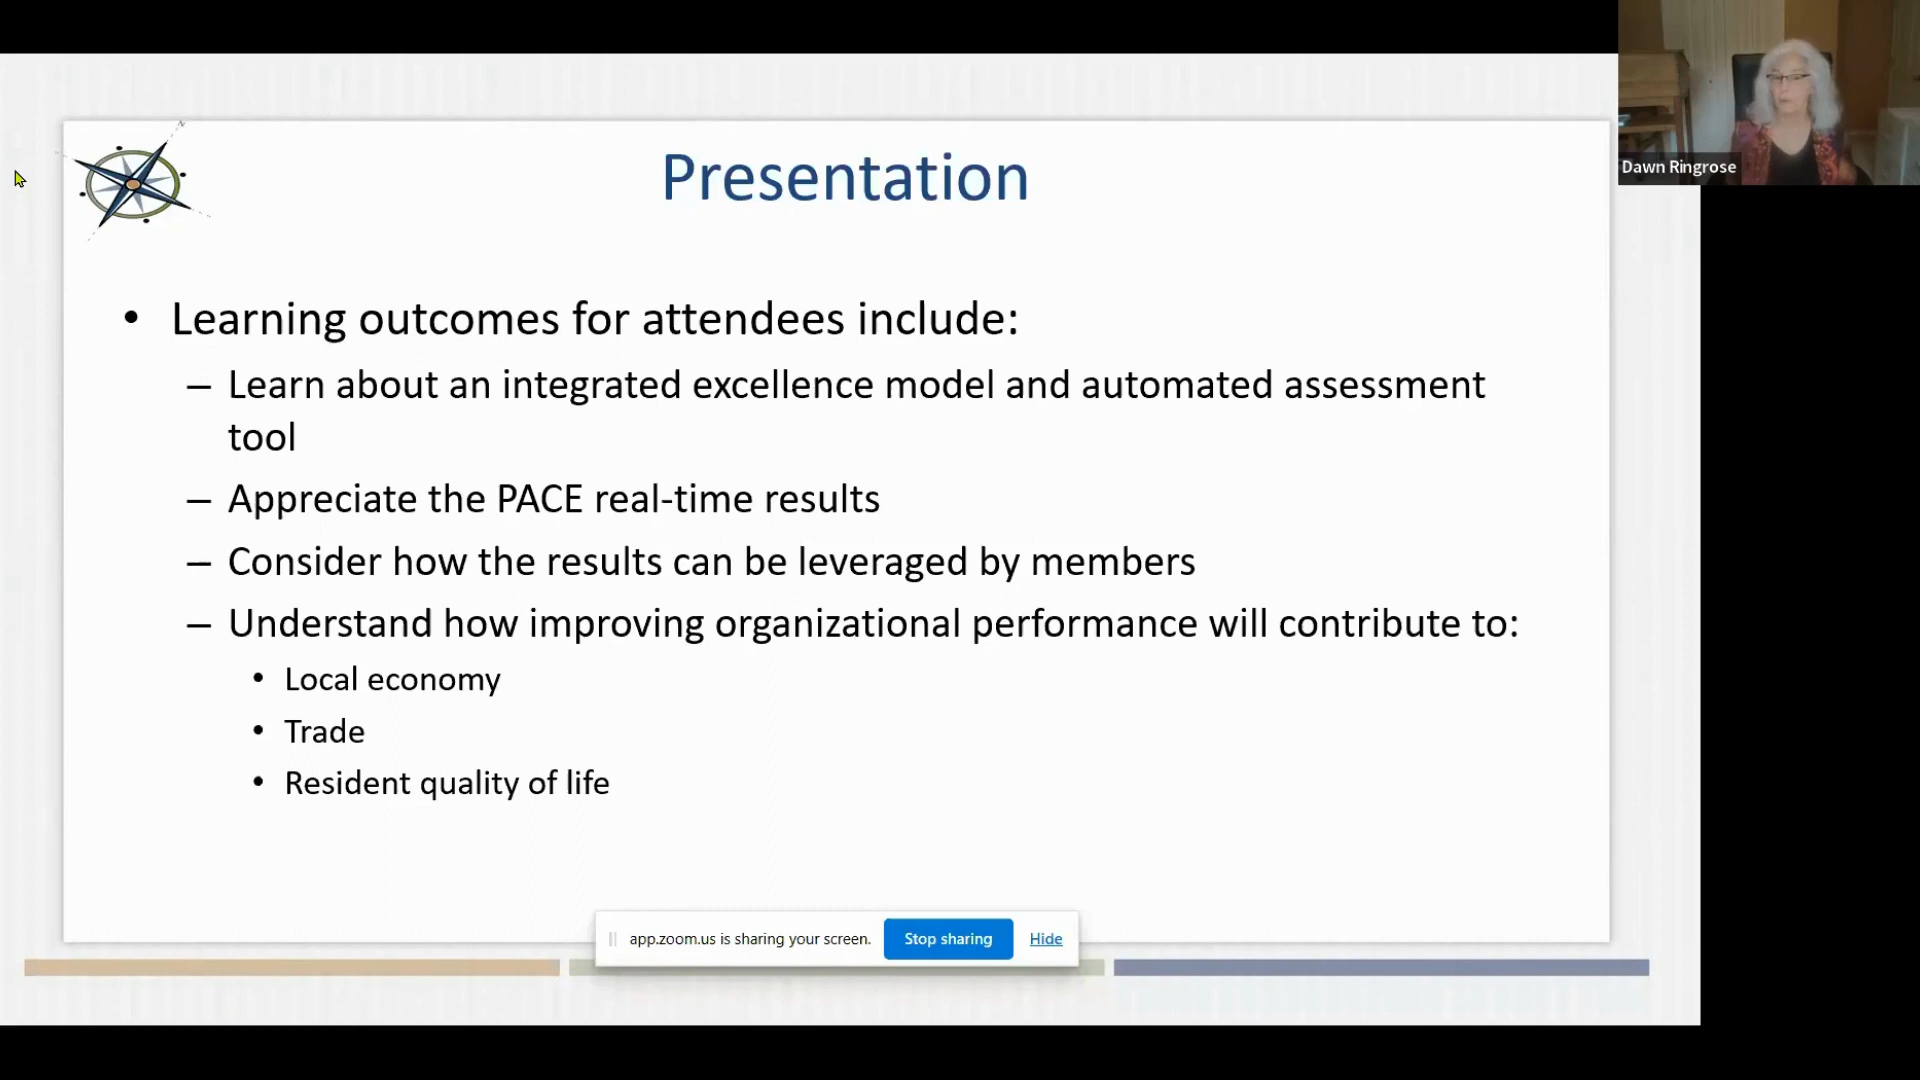 Presentation
Dawn Ringrose
• Learning outcomes for attendees include:
– Learn about an integrated excellence model and automated assessment
tool
– Appreciate the PACE real-time results
– Consider how the results can be leveraged by members
– Understand how improving organizational performance will contribute to:
• Local economy
• Trade
• Resident quality of life
app.zoom.us is sharing your screen. Stop sharing Hide